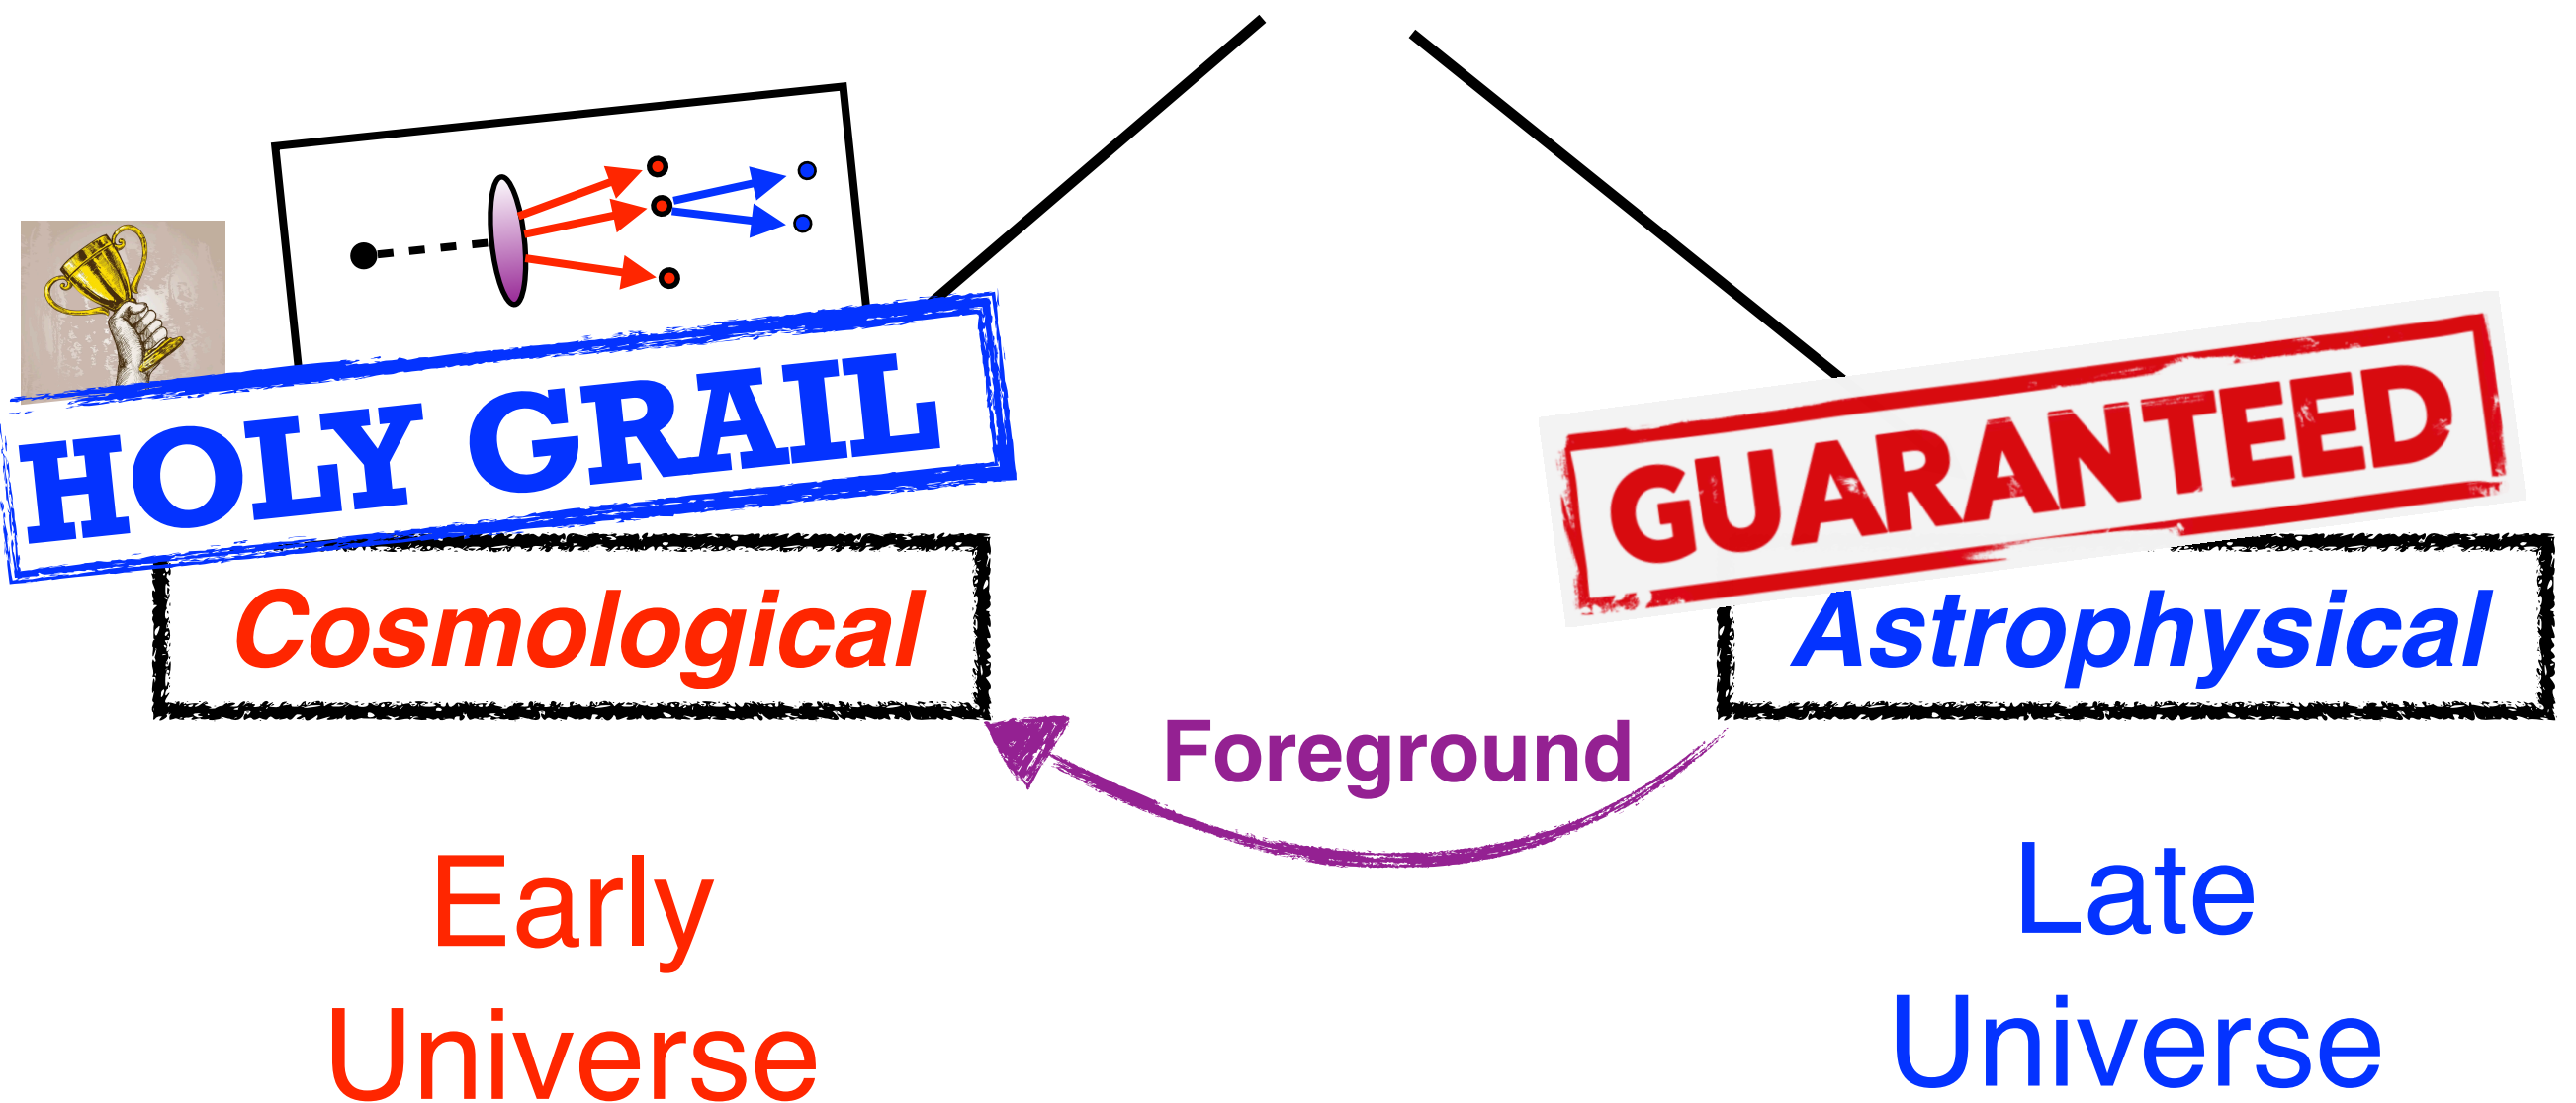 HOLY GRAIL
GUARANTEED
Cosmological
Astrophysical
Foreground
Early
Universe
Late
Universe